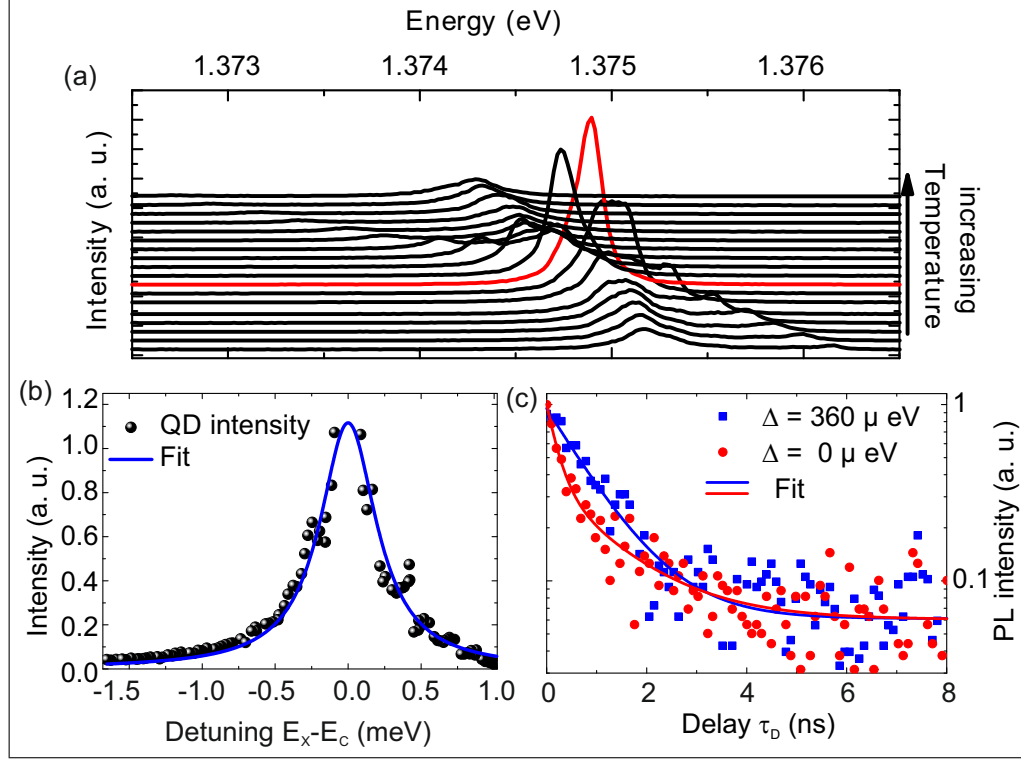 Energy (eV)
1.373 1.374 1.375 1.376
(a)
Intensity (a. u.)
increasing
Temperature
(b)
1.2
1.0
0.8
0.6
0.4
0.2
0.0
Intensity (a. u.)
QD intensity
Fit
-1.5 -1.0 -0.5 0.0 0.5 1.0
Detuning E_X-E_C (meV)
(c)
Δ = 360 μ eV
Δ = 0 μ eV
Fit
1
0.1
PL intensity (a. u.)
0 2 4 6 8
Delay τ_D (ns)